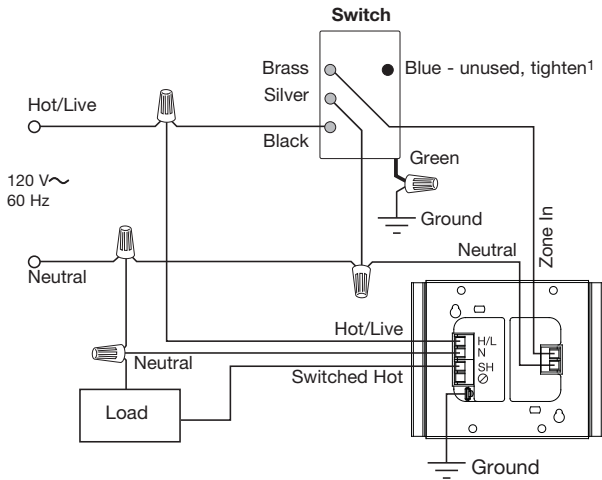 Switch
Brass
Blue - unused, tighten¹
Silver
Hot/Live
Black
Green
120 V~
60 Hz
Ground
Neutral
Zone In
Neutral
Hot/Live
H/L
N
Neutral
SH
Switched Hot
Load
Ground